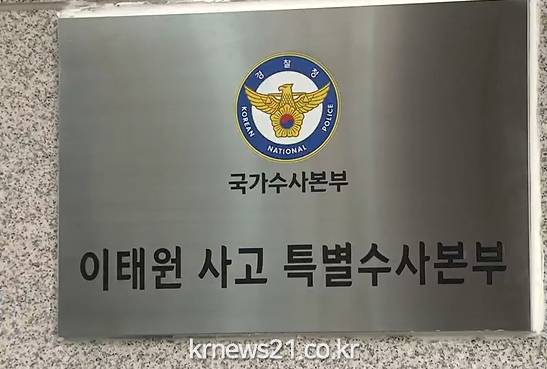 경찰청
KOREAN NATIONAL POLICE
국가수사본부
이태원 사고 특별수사본부
krnews21.co.kr